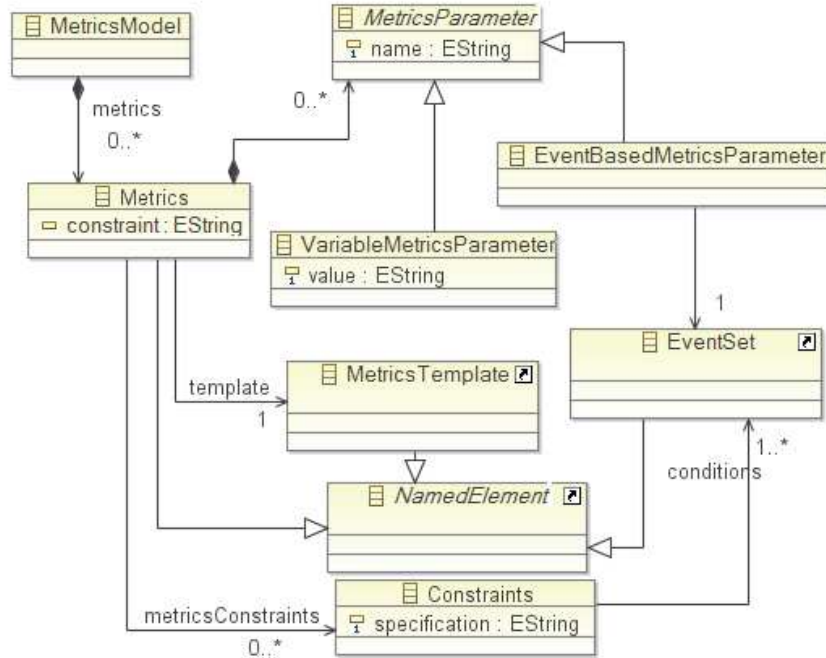 MetricsModel
MetricsParameter
name : EString
metrics
0..*
0..*
EventBasedMetricsParameter
Metrics
constraint : EString
VariableMetricsParameter
value : EString
1
EventSet
MetricsTemplate
template
1
1..*
conditions
NamedElement
Constraints
metricsConstraints
specification : EString
0..*